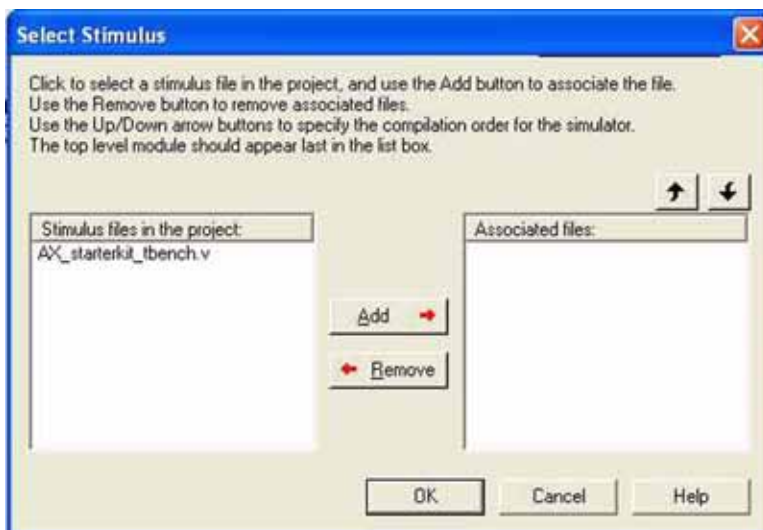 Select Stimulus
Click to select a stimulus file in the project, and use the Add button to associate the file.
Use the Remove button to remove associated files.
Use the Up/Down arrow buttons to specify the compilation order for the simulator.
The top level module should appear last in the list box.
Stimulus files in the project:
Associated files:
AX_starterkit_tbench.v
Add
Remove
OK
Cancel
Help